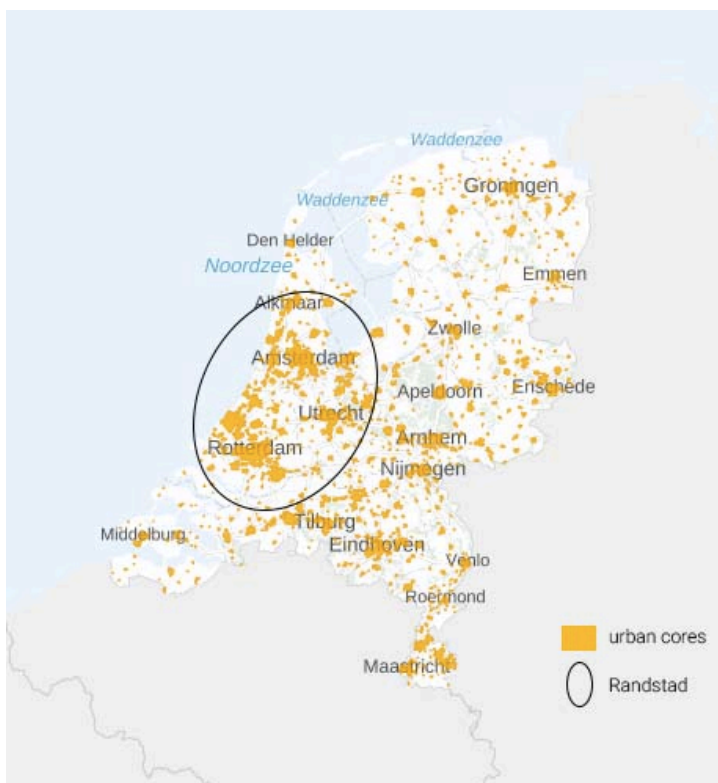 Waddenzee
Groningen
Waddenzee
Den Helder
Noordzee
Emmen
Alkmaar
Zwolle
Amsterdam
Apeldoorn
Enschede
Utrecht
Arnhem
Rotterdam
Nijmegen
Tilburg
Middelburg
Eindhoven
Venlo
Roermond
urban cores
Maastricht
Randstad